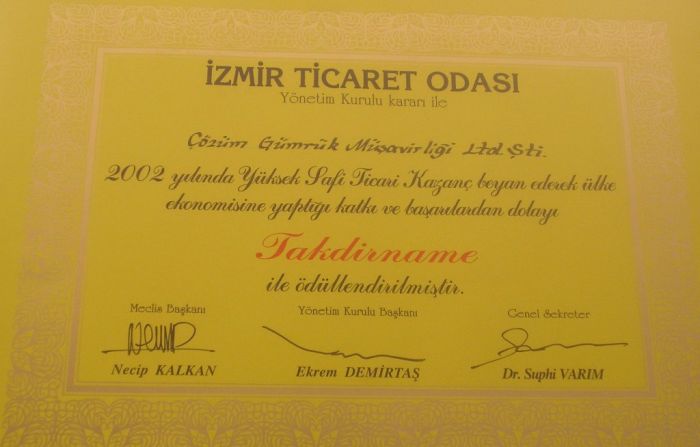 İZMİR TİCARET ODASI
Yönetim Kurulu kararı ile
Çözüm Gümrük Müşavirliği Ltd. Şti.
2002 yılında Yüksek Safi Ticari Kazanç beyan ederek ülke
ekonomisine yaptığı katkı ve başarılardan dolayı
Takdirname
ile ödüllendirilmiştir.
Meclis Başkanı Yönetim Kurulu Başkanı Genel Sekreter
Necip KALKAN Ekrem DEMİRTAŞ Dr. Suphi VARIM